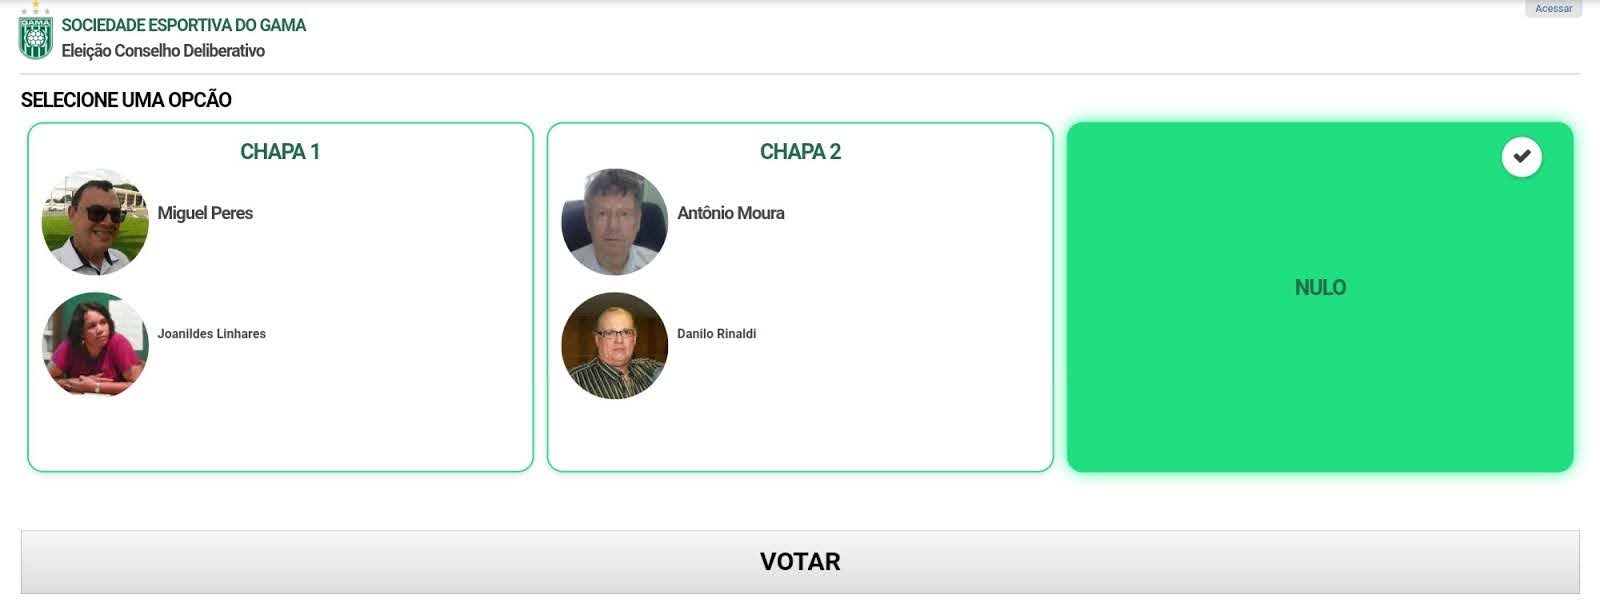 Acessar
GAMA
SOCIEDADE ESPORTIVA DO GAMA
Eleição Conselho Deliberativo
SELECIONE UMA OPCÃO
CHAPA 1
Miguel Peres
Joanildes Linhares
CHAPA 2
Antônio Moura
Danilo Rinaldi
NULO
VOTAR